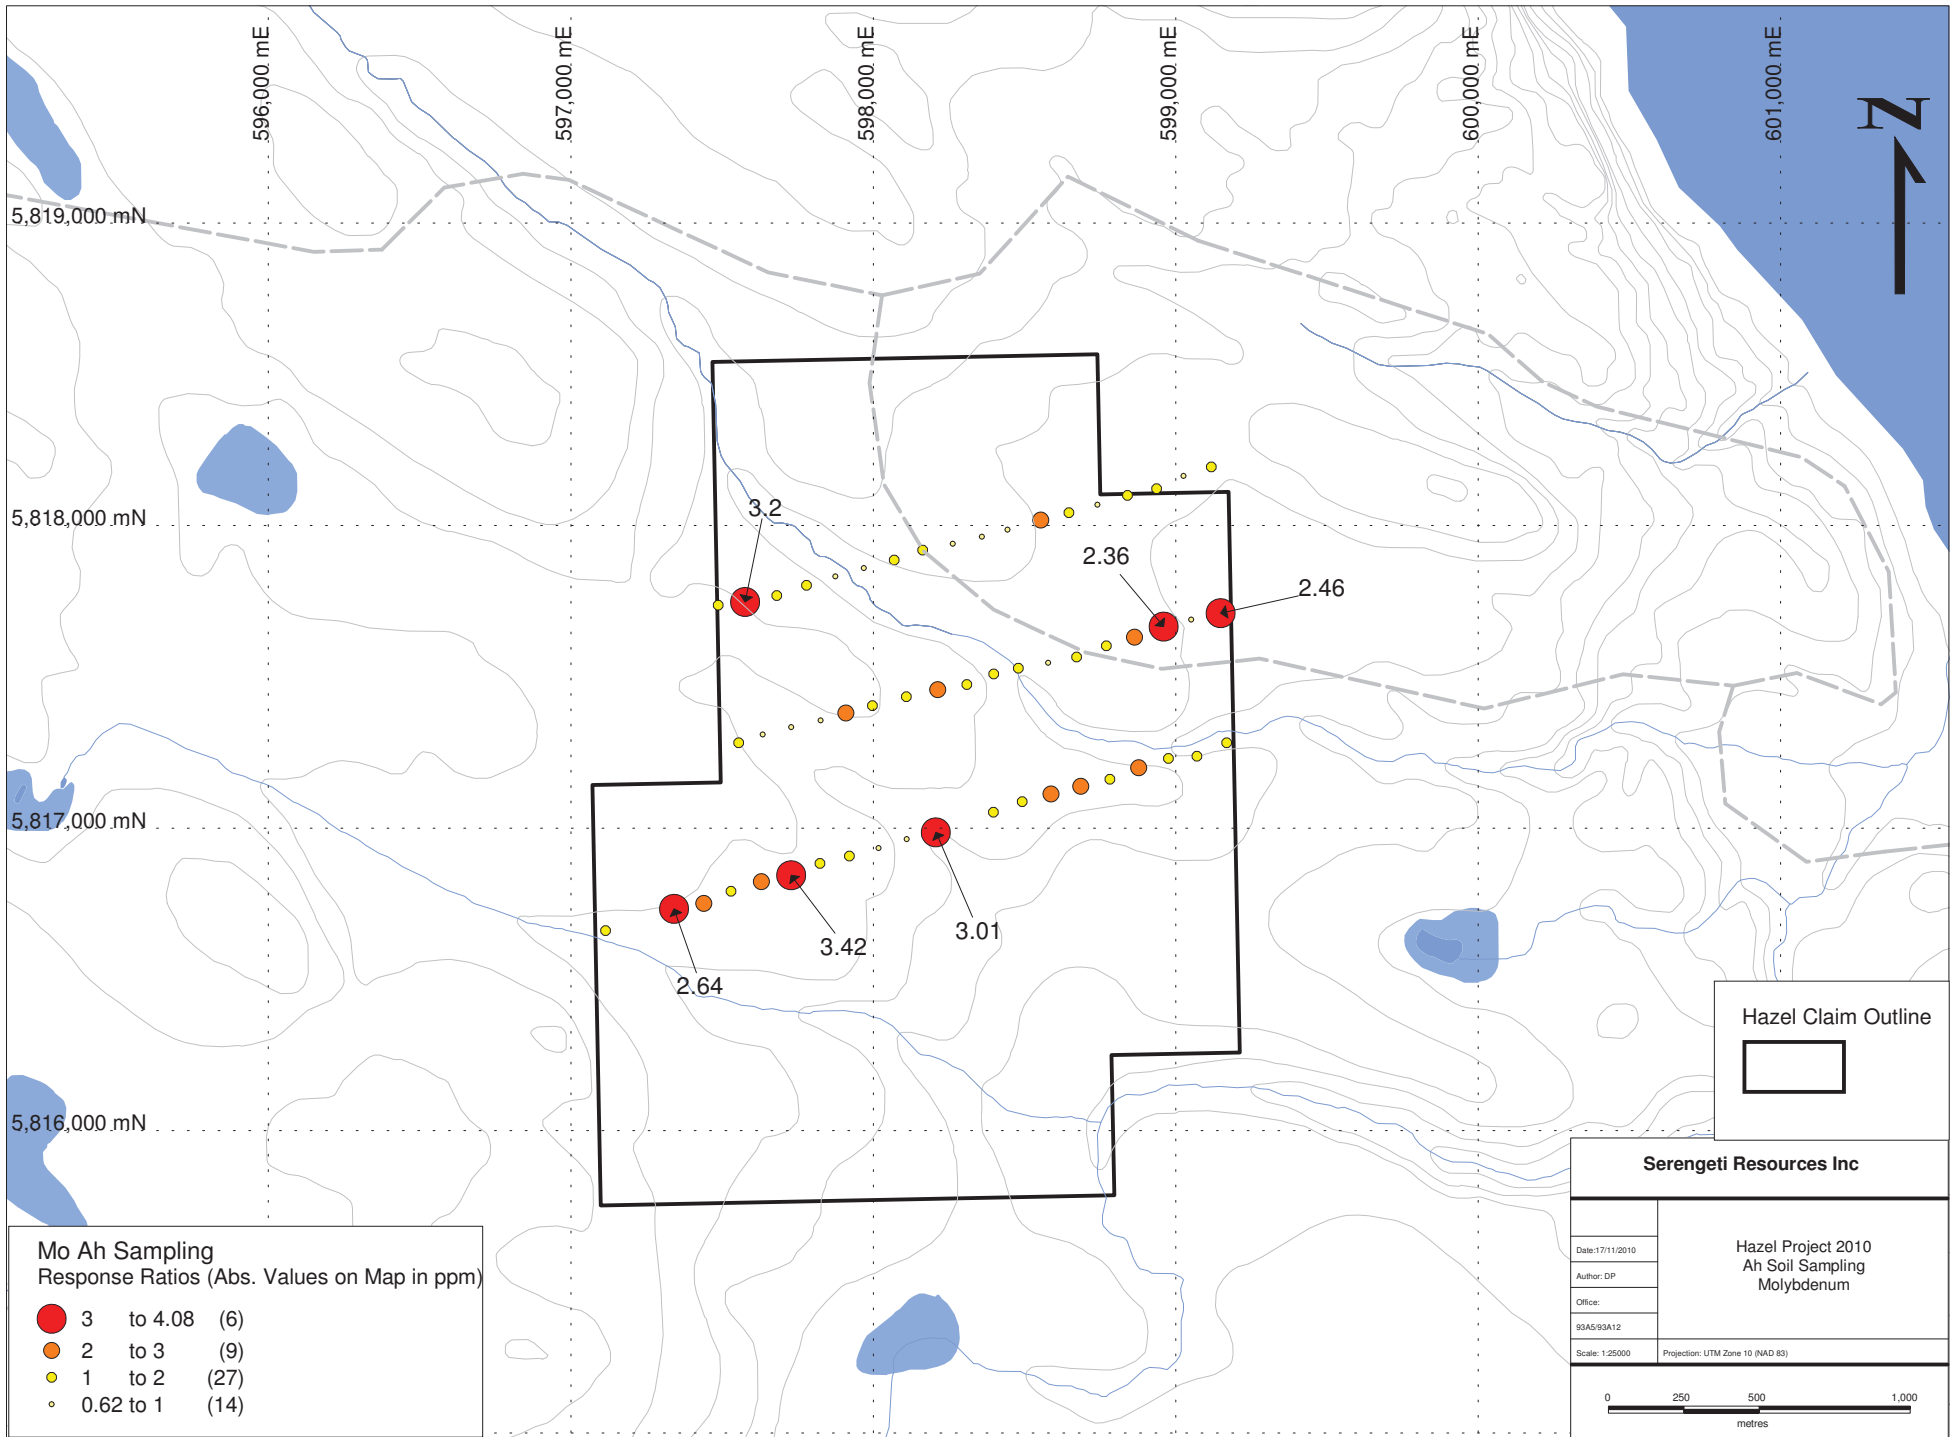 596,000 mE
597,000 mE
598,000 mE
599,000 mE
600,000 mE
601,000 mE
N
5,819,000 mN
5,818,000 mN
5,817,000 mN
5,816,000 mN
3.2
2.36
2.46
3.01
3.42
2.64
Hazel Claim Outline
Mo Ah Sampling
Response Ratios (Abs. Values on Map in ppm)
3 to 4.08 (6)
2 to 3 (9)
1 to 2 (27)
0.62 to 1 (14)
Serengeti Resources Inc
Date:17/11/2010
Author: DP
Office:
93A5/93A12
Scale: 1:25000
Hazel Project 2010
Ah Soil Sampling
Molybdenum
Projection: UTM Zone 10 (NAD 83)
0 250 500 1,000
metres